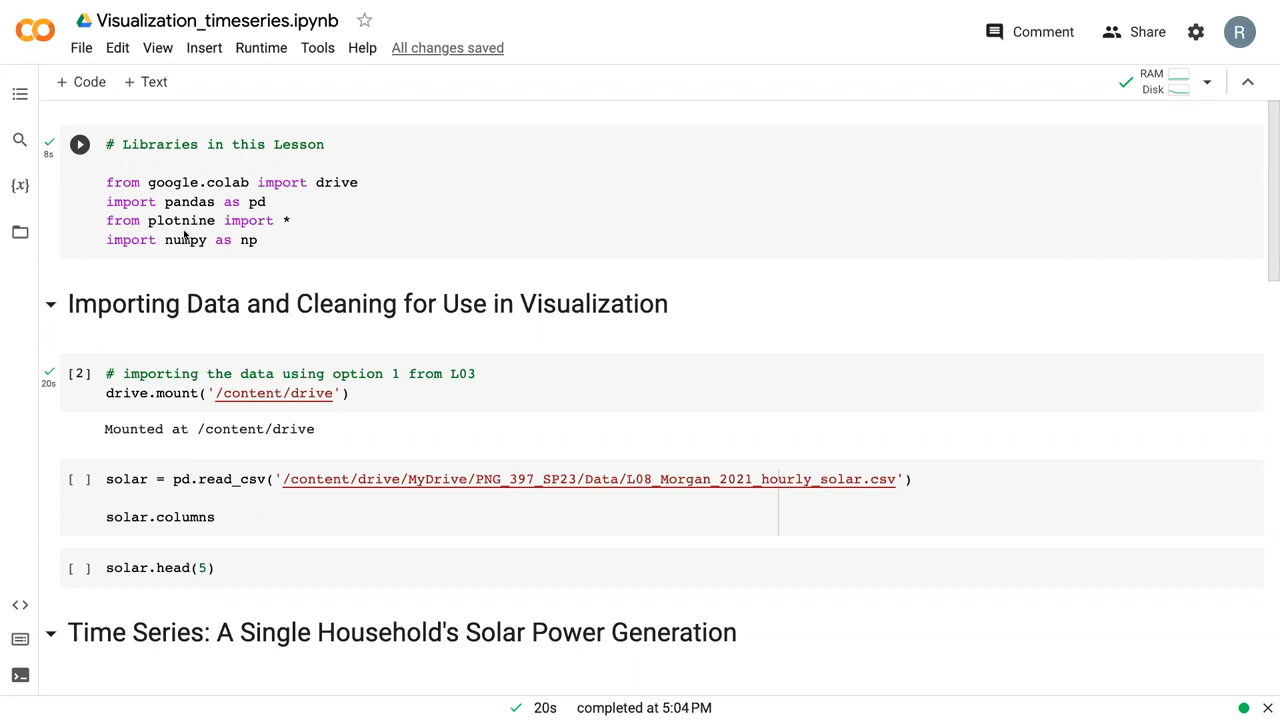 Visualization_timeseries.ipynb
File Edit View Insert Runtime Tools Help All changes saved
Comment Share R
+ Code + Text
RAM
Disk
8s
# Libraries in this Lesson
from google.colab import drive
import pandas as pd
from plotnine import *
import numpy as np
Importing Data and Cleaning for Use in Visualization
20s
[2] # importing the data using option 1 from L03
drive.mount('/content/drive')
Mounted at /content/drive
[ ] solar = pd.read_csv('/content/drive/MyDrive/PNG_397_SP23/Data/L08_Morgan_2021_hourly_solar.csv')
solar.columns
[ ] solar.head(5)
Time Series: A Single Household's Solar Power Generation
20s completed at 5:04 PM